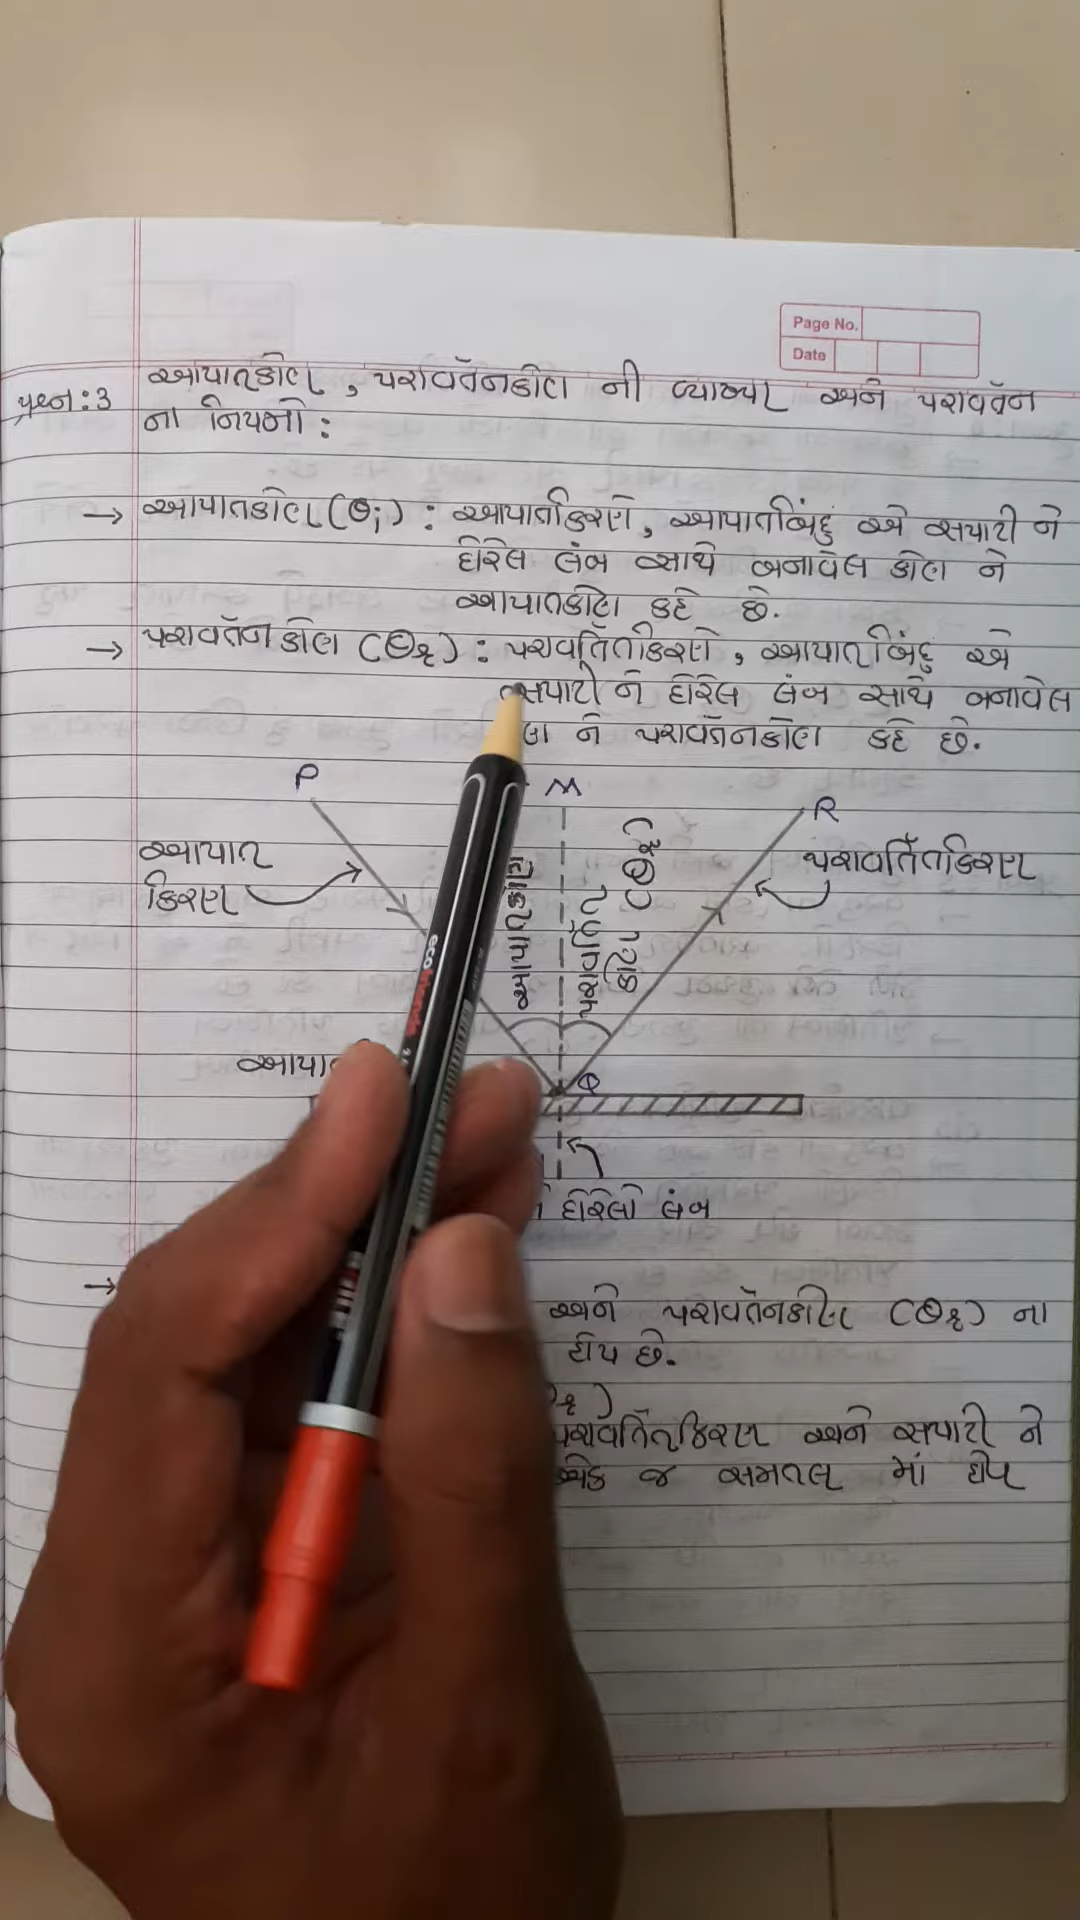 Page No.
Date
પ્રશ્ન:3 આપાતકોણ, પરાવર્તનકોણ ની વ્યાખ્યા અને પરાવર્તન
ના નિયમો:
→ આપાતકોણ (θi) : આપાતકિરણે, આપાતબિંદુ એ સપાટી ને
દોરેલ લંબ સાથે બનાવેલ કોણ ને
આપાતકોણ કહે છે.
→ પરાવર્તન કોણ (θr) : પરાવર્તિતકિરણે, આપાતબિંદુ એ
સપાટી ને દોરેલ લંબ સાથે બનાવેલ
ને પરાવર્તનકોણ કહે છે.
P
M
R
આપાત
કિરણ
આપાતકોણ
પરાવર્તિત
કોણ (θr)
પરાવર્તિતકિરણ
Q
દોરેલો લંબ
→
અને પરાવર્તનકોણ (θr) ના
હોય છે.
પરાવર્તિતકિરણ અને સપાટી ને
એક જ સમતલ માં હોય